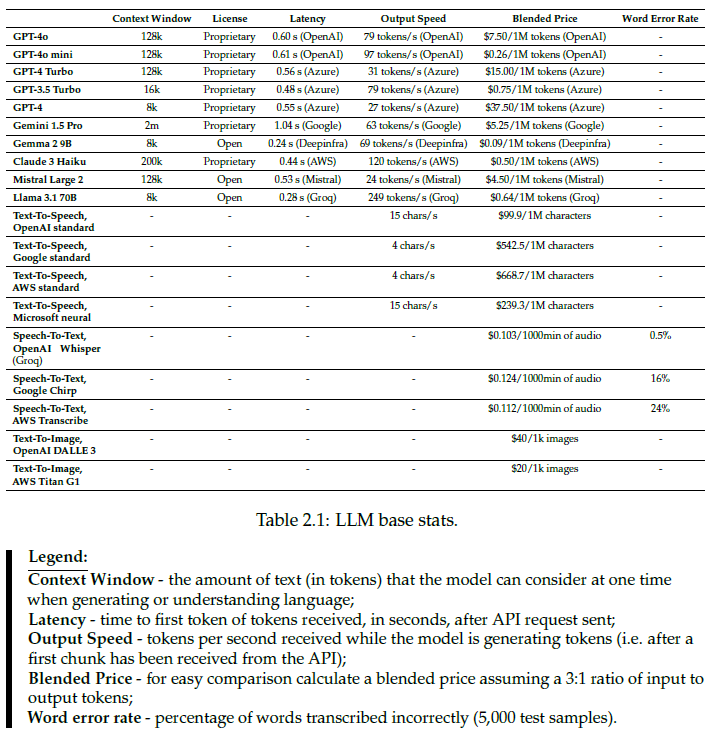 Context Window License Latency Output Speed Blended Price Word Error Rate
GPT-4o 128k Proprietary 0.60 s (OpenAI) 79 tokens/s (OpenAI) $7.50/1M tokens (OpenAI) -
GPT-4o mini 128k Proprietary 0.61 s (OpenAI) 97 tokens/s (OpenAI) $0.26/1M tokens (OpenAI) -
GPT-4 Turbo 128k Proprietary 0.56 s (Azure) 31 tokens/s (Azure) $15.00/1M tokens (Azure) -
GPT-3.5 Turbo 16k Proprietary 0.48 s (Azure) 79 tokens/s (Azure) $0.75/1M tokens (Azure) -
GPT-4 8k Proprietary 0.55 s (Azure) 27 tokens/s (Azure) $37.50/1M tokens (Azure) -
Gemini 1.5 Pro 2m Proprietary 1.04 s (Google) 63 tokens/s (Google) $5.25/1M tokens (Google) -
Gemma 2 9B 8k Open 0.24 s (Deepinfra) 69 tokens/s (Deepinfra) $0.09/1M tokens (Deepinfra) -
Claude 3 Haiku 200k Proprietary 0.44 s (AWS) 120 tokens/s (AWS) $0.50/1M tokens (AWS) -
Mistral Large 2 128k Open 0.53 s (Mistral) 24 tokens/s (Mistral) $4.50/1M tokens (Mistral) -
Llama 3.1 70B 8k Open 0.28 s (Groq) 249 tokens/s (Groq) $0.64/1M tokens (Groq) -
Text-To-Speech, - - - 15 chars/s $99.9/1M characters -
OpenAI standard
Text-To-Speech, - - - 4 chars/s $542.5/1M characters -
Google standard
Text-To-Speech, - - - 4 chars/s $668.7/1M characters -
AWS standard
Text-To-Speech, - - - 15 chars/s $239.3/1M characters -
Microsoft neural
Speech-To-Text, - - - - $0.103/1000min of audio 0.5%
OpenAI Whisper
(Groq)
Speech-To-Text, - - - - $0.124/1000min of audio 16%
Google Chirp
Speech-To-Text, - - - - $0.112/1000min of audio 24%
AWS Transcribe
Text-To-Image, - - - - $40/1k images -
OpenAI DALLE 3
Text-To-Image, - - - - $20/1k images -
AWS Titan G1
Table 2.1: LLM base stats.
Legend:
Context Window - the amount of text (in tokens) that the model can consider at one time
when generating or understanding language;
Latency - time to first token of tokens received, in seconds, after API request sent;
Output Speed - tokens per second received while the model is generating tokens (i.e. after a
first chunk has been received from the API);
Blended Price - for easy comparison calculate a blended price assuming a 3:1 ratio of input to
output tokens;
Word error rate - percentage of words transcribed incorrectly (5,000 test samples).